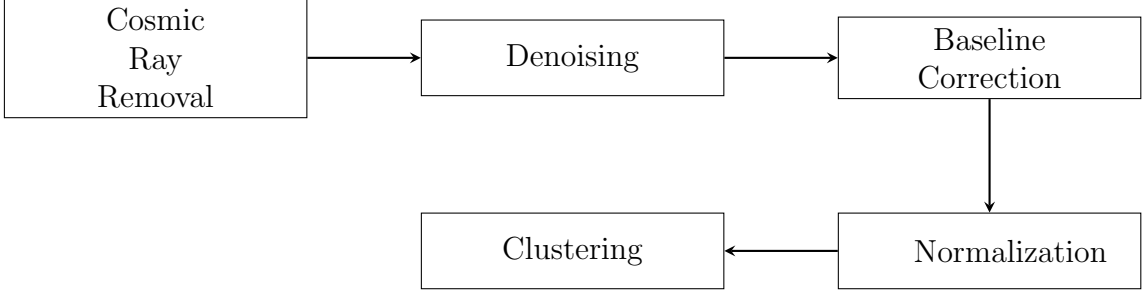 Cosmic
Ray
Removal
Denoising
Baseline
Correction
Normalization
Clustering